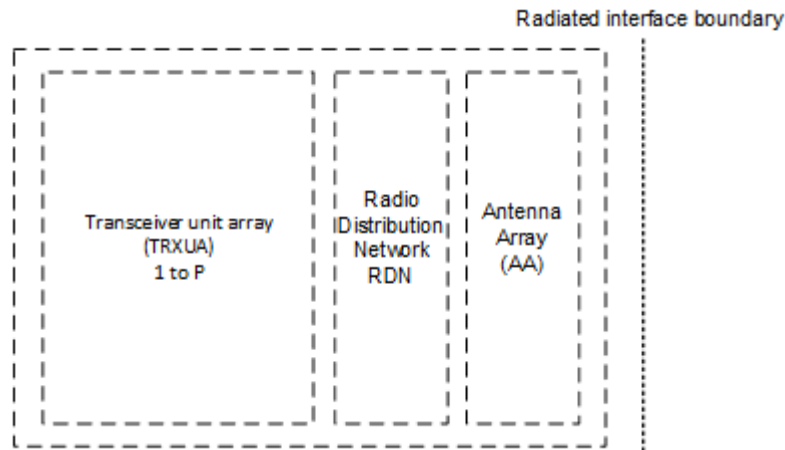 Radiated interface boundary
Transceiver unit array
(TRXUA)
1 to P
Radio
Distribution
Network
RDN
Antenna
Array
(AA)